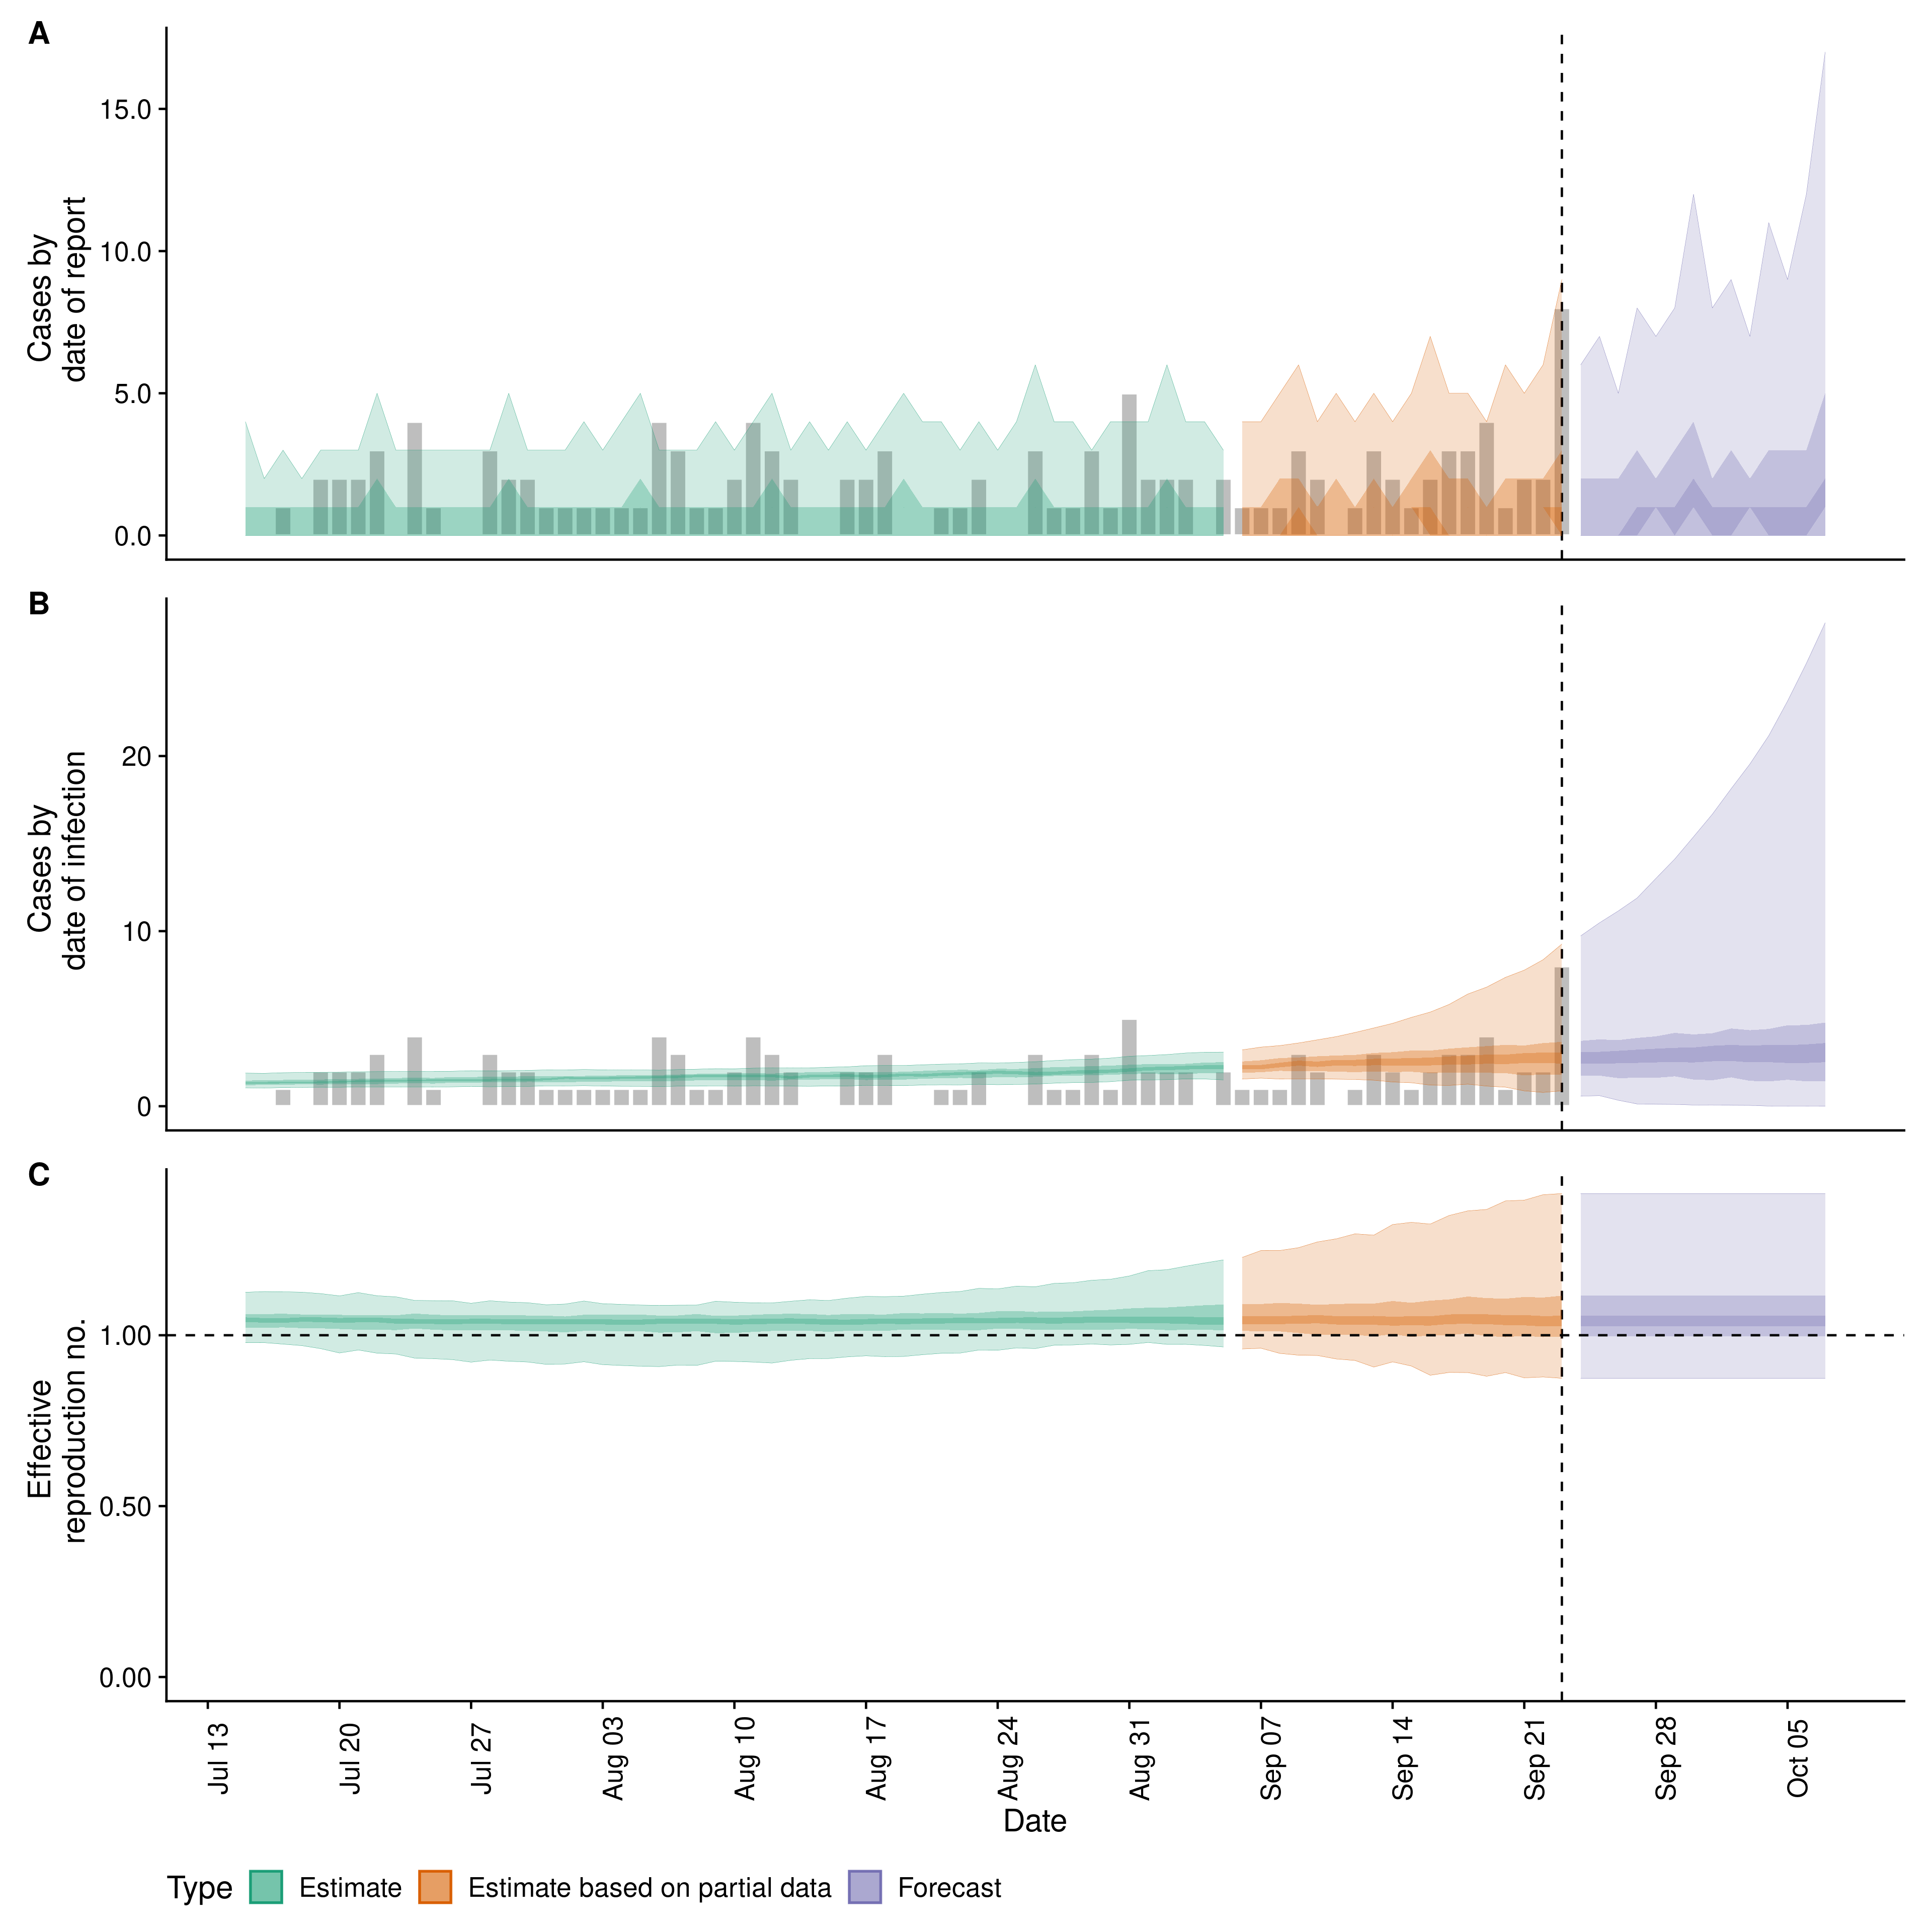 A
Cases by
date of report
15.0
10.0
5.0
0.0
B
Cases by
date of infection
20
10
0
C
Effective
reproduction no.
1.00
0.50
0.00
Jul 13
Jul 20
Jul 27
Aug 03
Aug 10
Aug 17
Aug 24
Aug 31
Sep 07
Sep 14
Sep 21
Sep 28
Oct 05
Date
Type Estimate Estimate based on partial data Forecast